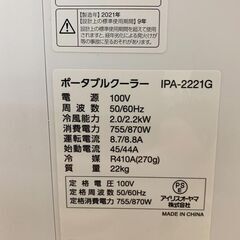 【製造年】2021年
【設計上の標準使用期間】9年
ポータブルクーラー IPA-2221G
電源 100V
周波数 50/60Hz
冷風能力 2.0/2.2kW
消費電力 755/870W
運転電流 8.7/8.8A
始動電流 45/44A
冷媒 R410A(270g)
質量 22kg
定格電圧 100V
定格周波数 50/60Hz
定格消費電力 755/870W
PSE
アイリスオーヤマ
株式会社
MADE IN CHINA